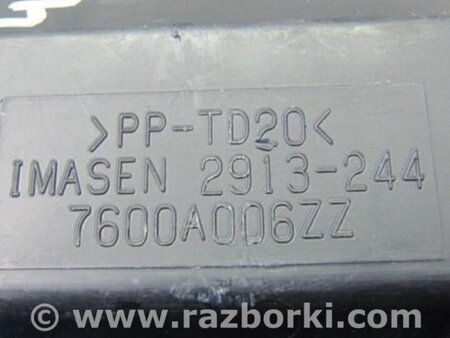 >PP-TD20<
IMASEN 2913-244
7600A006ZZ
www.razborki.com